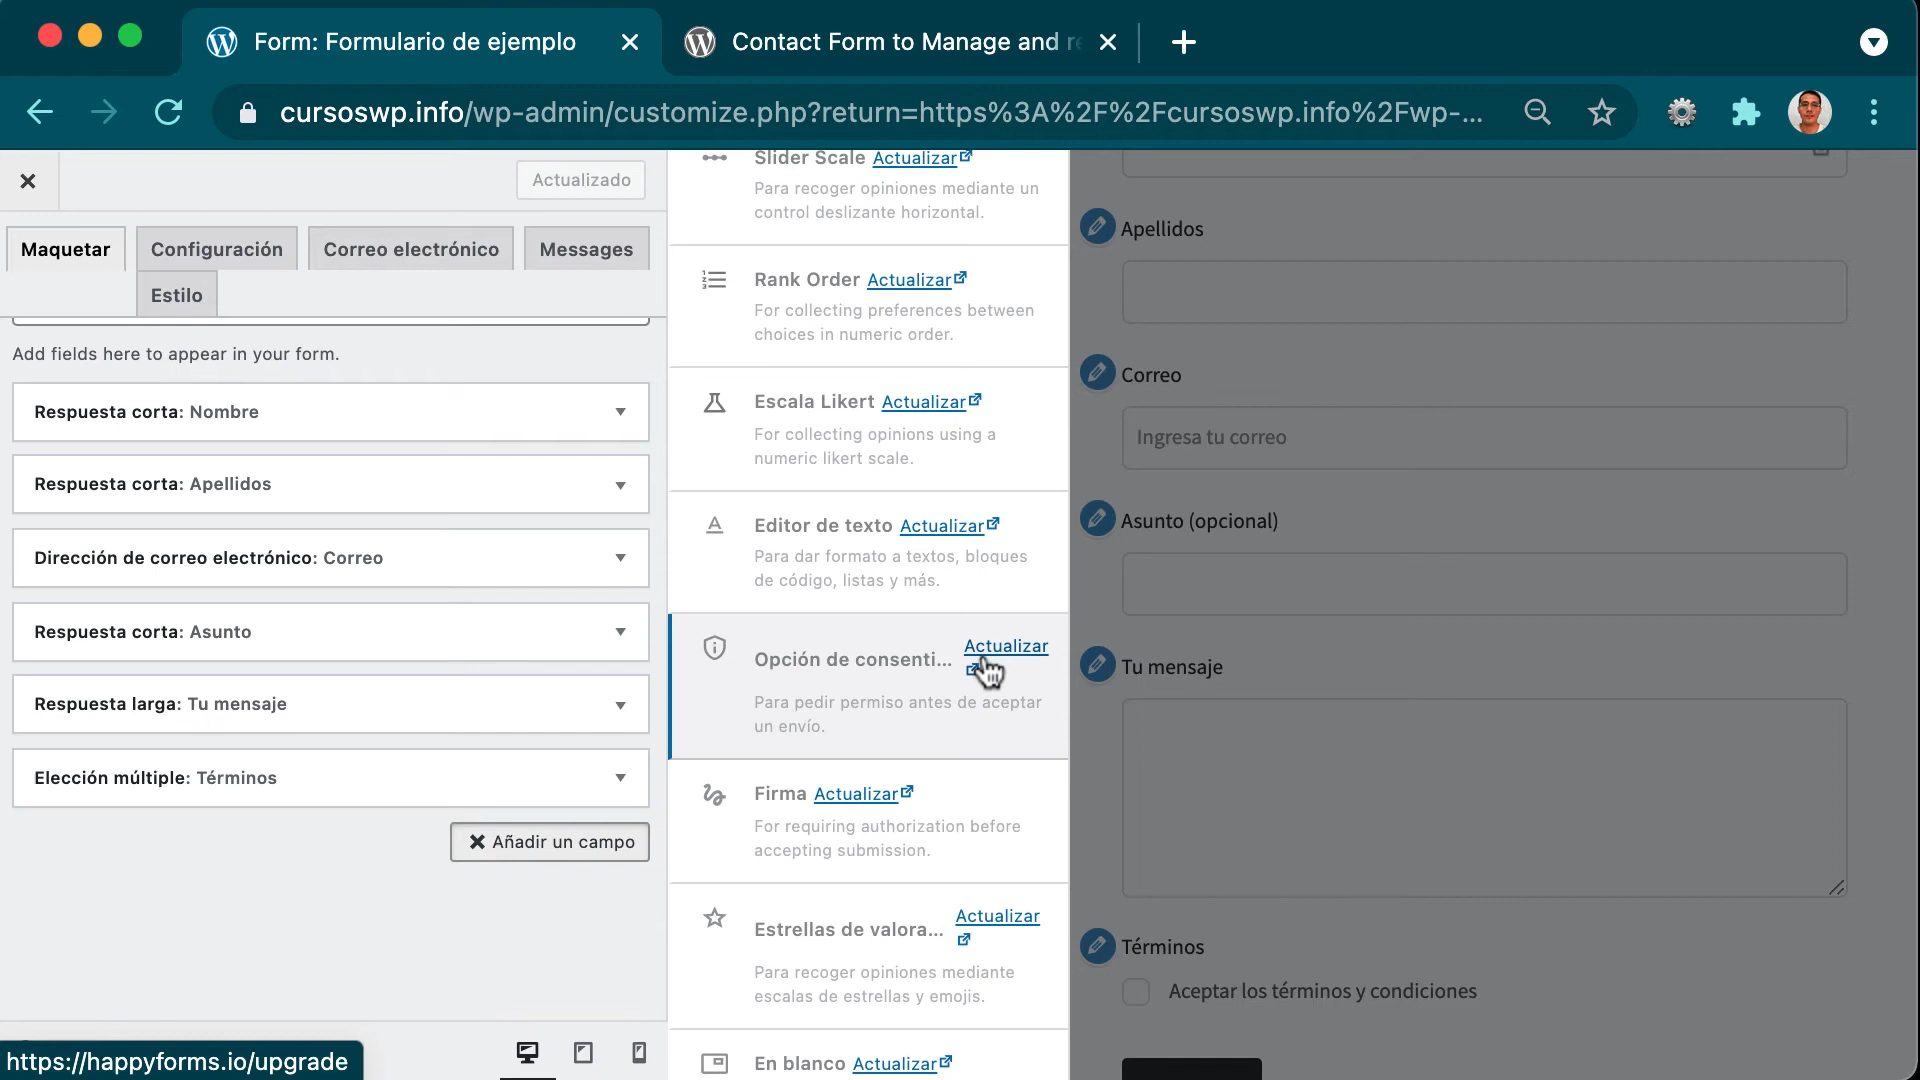 Form: Formulario de ejemplo
Contact Form to Manage and re
cursoswp.info/wp-admin/customize.php?return=https%3A%2F%2Fcursoswp.info%2Fwp-...
Actualizado
Maquetar
Configuración
Correo electrónico
Messages
Estilo
Add fields here to appear in your form.
Respuesta corta: Nombre
Respuesta corta: Apellidos
Dirección de correo electrónico: Correo
Respuesta corta: Asunto
Respuesta larga: Tu mensaje
Elección múltiple: Términos
Añadir un campo
https://happyforms.io/upgrade
Slider Scale Actualizar
Para recoger opiniones mediante un
control deslizante horizontal.
Rank Order Actualizar
For collecting preferences between
choices in numeric order.
Escala Likert Actualizar
For collecting opinions using a
numeric likert scale.
Editor de texto Actualizar
Para dar formato a textos, bloques
de código, listas y más.
Opción de consenti... Actualizar
Para pedir permiso antes de aceptar
un envío.
Firma Actualizar
For requiring authorization before
accepting submission.
Estrellas de valora... Actualizar
Para recoger opiniones mediante
escalas de estrellas y emojis.
En blanco Actualizar
Apellidos
Correo
Ingresa tu correo
Asunto (opcional)
Tu mensaje
Términos
Aceptar los términos y condiciones